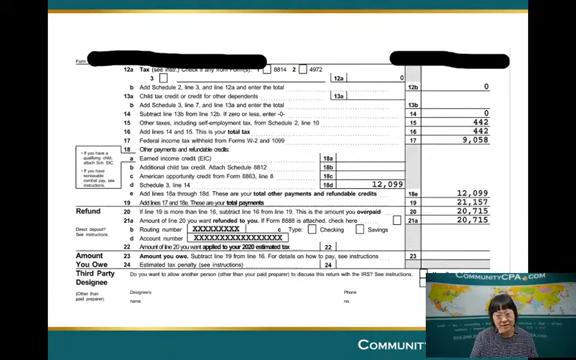 COMMUNITYCPA.COM
Form
12a Tax (see instr.) Check if any from Form(s): 1 8814 2 4972
3 12a 0
b Add Schedule 2, line 3, and line 12a and enter the total 12b 0
13a Child tax credit or credit for other dependents 13a
b Add Schedule 3, line 7, and line 13a and enter the total 13b
14 Subtract line 13b from line 12b. If zero or less, enter -0- 14 0
15 Other taxes, including self-employment tax, from Schedule 2, line 10 15 442
16 Add lines 14 and 15. This is your total tax 16 442
17 Federal income tax withheld from Forms W-2 and 1099 17 9,058
• If you have a qualifying child, attach Sch. EIC.
• If you have nontaxable combat pay, see instructions.
18 Other payments and refundable credits:
a Earned income credit (EIC) 18a
b Additional child tax credit. Attach Schedule 8812 18b
c American opportunity credit from Form 8863, line 8 18c
d Schedule 3, line 14 18d 12,099
e Add lines 18a through 18d. These are your total other payments and refundable credits 18e 12,099
19 Add lines 17 and 18e. These are your total payments 19 21,157
Refund 20 If line 19 is more than line 16, subtract line 16 from line 19. This is the amount you overpaid 20 20,715
21a Amount of line 20 you want refunded to you. If Form 8888 is attached, check here 21a 20,715
Direct deposit? See instructions.
b Routing number XXXXXXXXX c Type: Checking Savings
d Account number XXXXXXXXXXXXXXXXX
22 Amount of line 20 you want applied to your 2020 estimated tax 22
Amount You Owe
23 Amount you owe. Subtract line 19 from line 16. For details on how to pay, see instructions 23
24 Estimated tax penalty (see instructions) 24
Third Party Designee
Do you want to allow another person (other than your paid preparer) to discuss this return with the IRS? See instructions.
(Other than paid preparer)
Designee's name
Phone no.
COMMUNITYCPA.COM
COMMUNITY